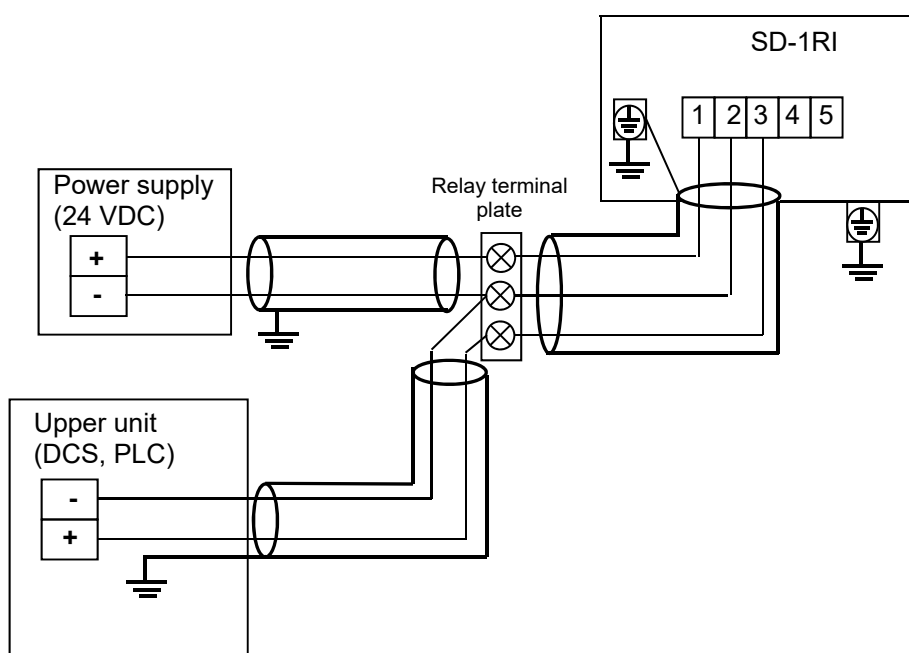 SD-1RI
1 2 3 4 5
Power supply
(24 VDC)
+
-
Relay terminal
plate
Upper unit
(DCS, PLC)
-
+